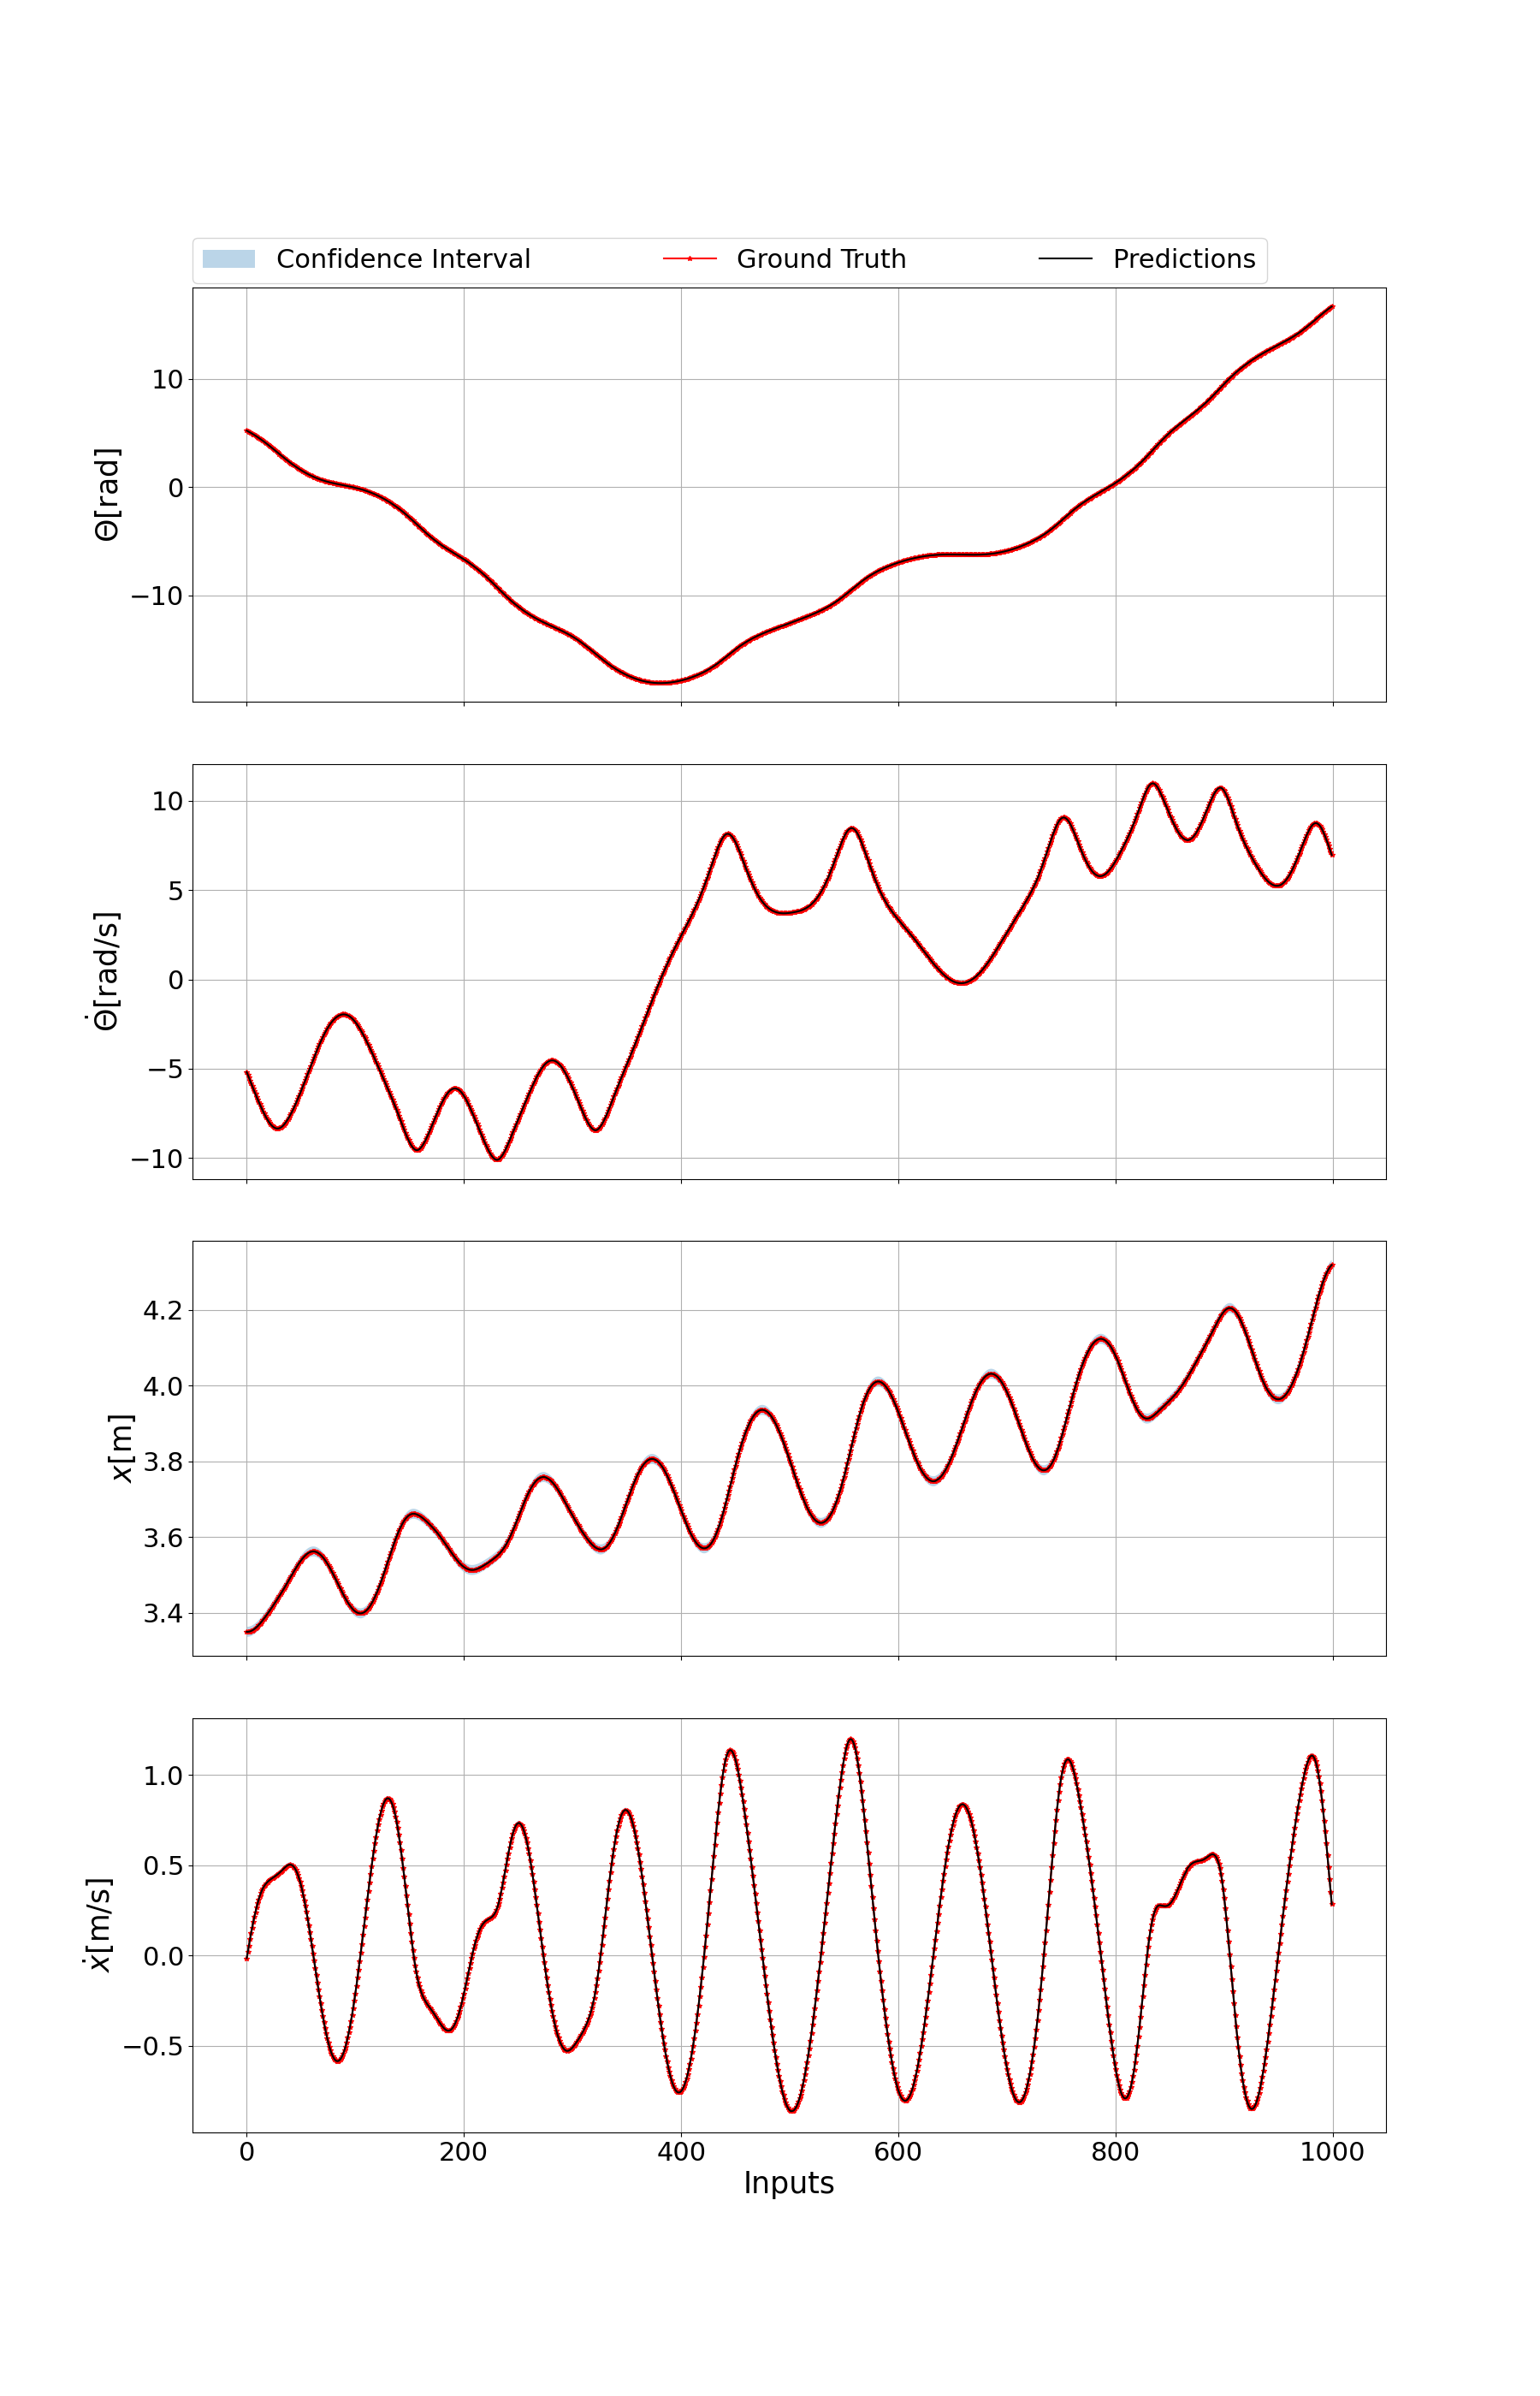 Confidence Interval Ground Truth Predictions
10
0
−10
Θ[rad]
10
5
0
−5
−10
Θ̇[rad/s]
4.2
4.0
3.8
3.6
3.4
x[m]
1.0
0.5
0.0
−0.5
ẋ[m/s]
0 200 400 600 800 1000
Inputs